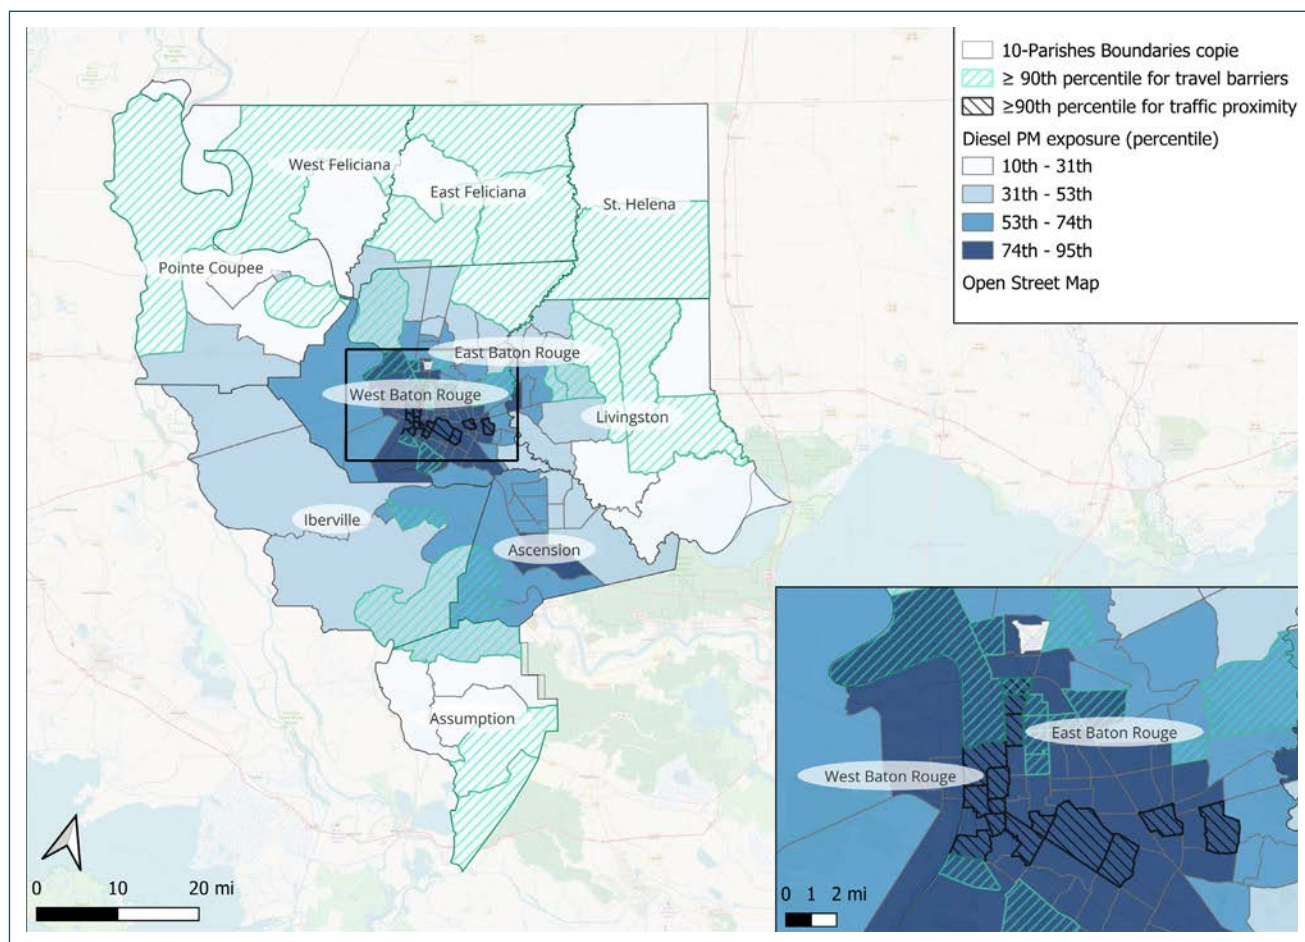 10-Parishes Boundaries copie
≥ 90th percentile for travel barriers
≥90th percentile for traffic proximity
Diesel PM exposure (percentile)
10th - 31th
31th - 53th
53th - 74th
74th - 95th
Open Street Map
West Feliciana
East Feliciana
St. Helena
Pointe Coupee
East Baton Rouge
West Baton Rouge
Livingston
Iberville
Ascension
Assumption
East Baton Rouge
West Baton Rouge
0 10 20 mi
0 1 2 mi